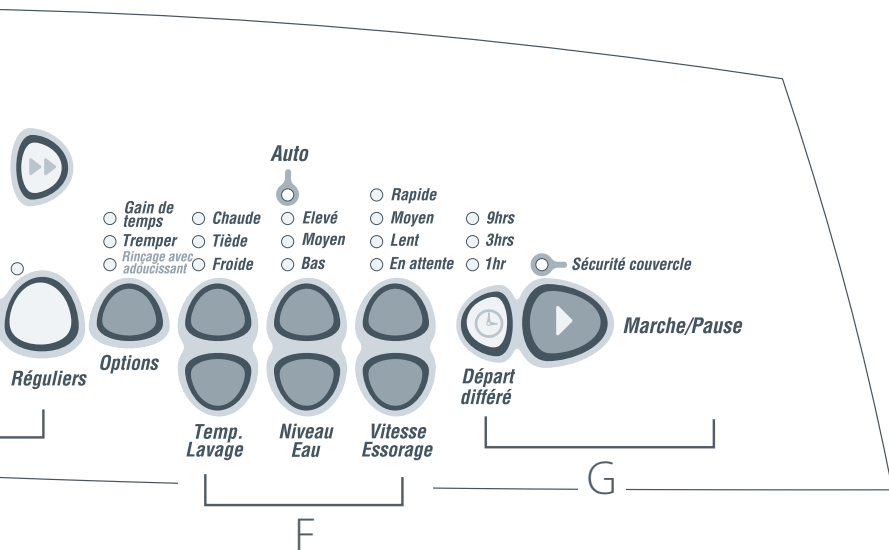 Auto
Rapide
Gain de
temps
Chaude
Elevé
Moyen
9hrs
Tremper
Tiède
Moyen
Lent
3hrs
Rinçage avec
adoucissant
Froide
Bas
En attente
1hr
Sécurité couvercle
Marche/Pause
Réguliers
Options
Départ
différé
Temp.
Lavage
Niveau
Eau
Vitesse
Essorage
G
F